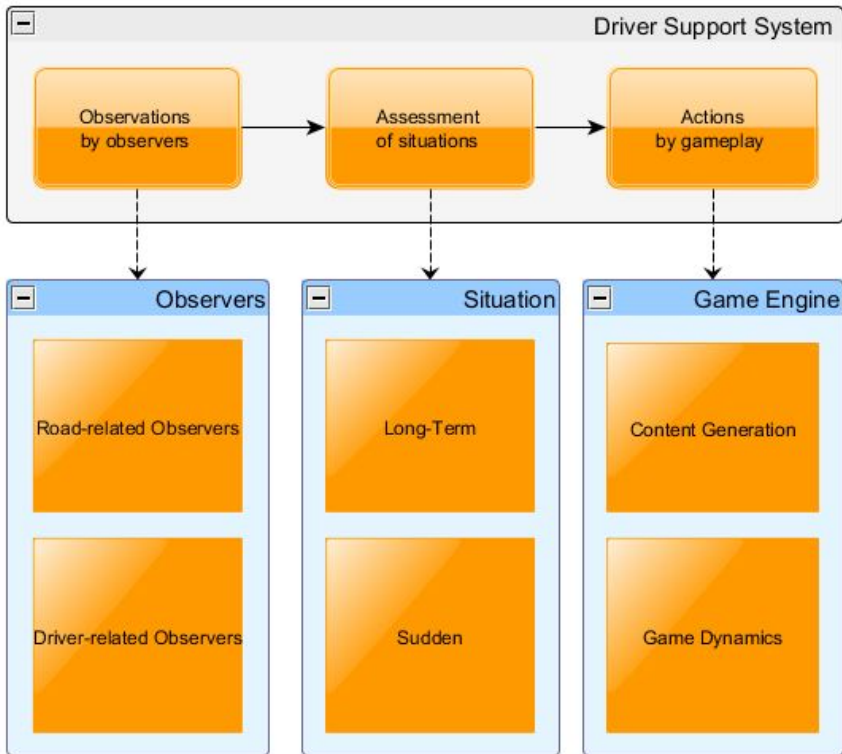 Driver Support System
Observations
by observers
Assessment
of situations
Actions
by gameplay
Observers
Road-related Observers
Driver-related Observers
Situation
Long-Term
Sudden
Game Engine
Content Generation
Game Dynamics